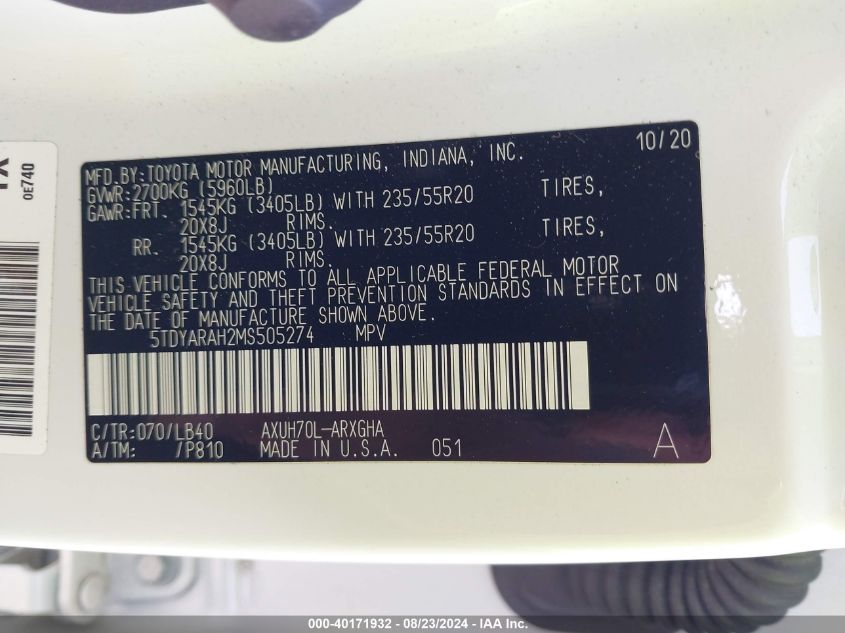 MFD.BY:TOYOTA MOTOR MANUFACTURING, INDIANA, INC. 10/20
GVWR:2700KG (5960LB)
GAWR:FRT. 1545KG (3405LB) WITH 235/55R20 TIRES,
20X8J RIMS.
RR. 1545KG (3405LB) WITH 235/55R20 TIRES,
20X8J RIMS.
THIS VEHICLE CONFORMS TO ALL APPLICABLE FEDERAL MOTOR
VEHICLE SAFETY AND THEFT PREVENTION STANDARDS IN EFFECT ON
THE DATE OF MANUFACTURE SHOWN ABOVE.
5TDYARAH2MS505274 MPV
C/TR:070/LB40 AXUH70L-ARXGHA
A/TM: /P810 MADE IN U.S.A. 051 A
0E740
000-40171932 - 08/23/2024 - IAA Inc.